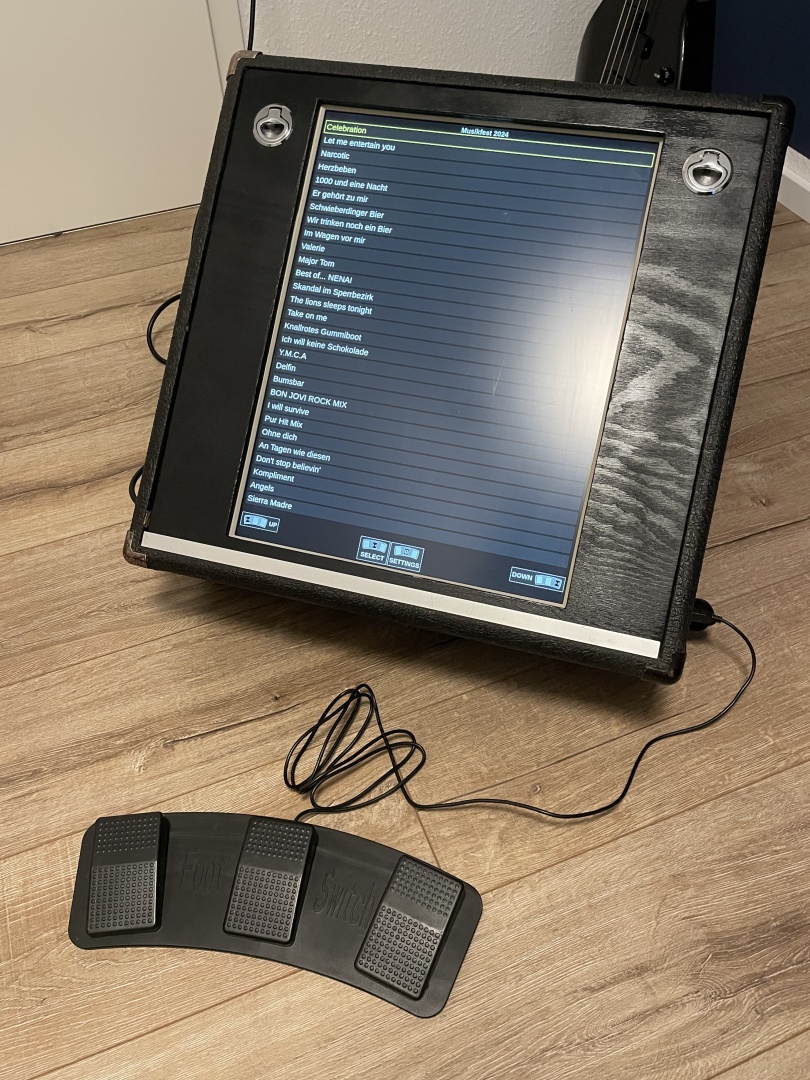 Musikfest 2024
Celebration
Let me entertain you
Narcotic
Herzbeben
1000 und eine Nacht
Er gehört zu mir
Schwieberdinger Bier
Wir trinken noch ein Bier
Im Wagen vor mir
Valerie
Major Tom
Best of... NENA!
Skandal im Sperrbezirk
The lions sleeps tonight
Take on me
Knallrotes Gummiboot
Ich will keine Schokolade
Y.M.C.A
Delfin
Bumsbar
BON JOVI ROCK MIX
I will survive
Pur Hit Mix
Ohne dich
An Tagen wie diesen
Don't stop believin'
Kompliment
Angels
Sierra Madre
UP
SELECT
SETTINGS
DOWN
Foot Switch